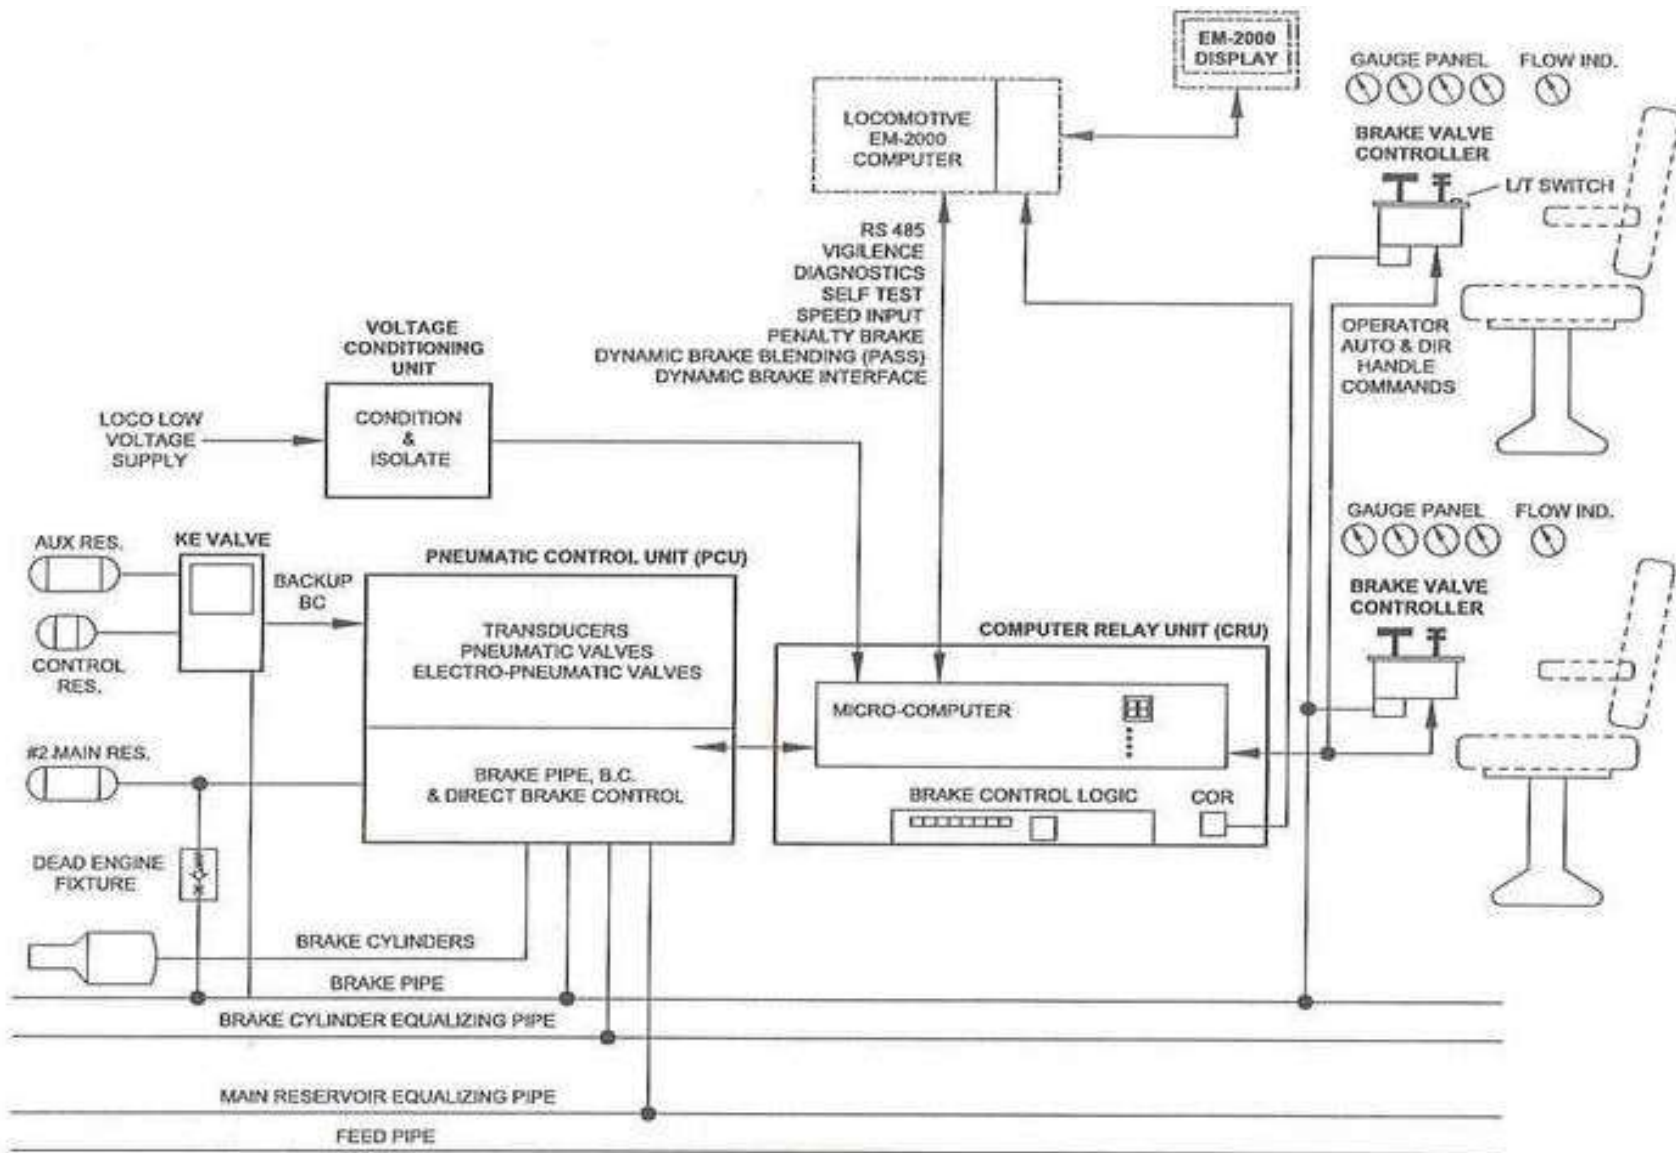 EM-2000
DISPLAY
GAUGE PANEL
FLOW IND.
LOCOMOTIVE
EM-2000
COMPUTER
BRAKE VALVE
CONTROLLER
L/T SWITCH
RS 485
VIGILENCE
DIAGNOSTICS
SELF TEST
SPEED INPUT
PENALTY BRAKE
DYNAMIC BRAKE BLENDING (PASS)
DYNAMIC BRAKE INTERFACE
OPERATOR
AUTO & DIR
HANDLE
COMMANDS
VOLTAGE
CONDITIONING
UNIT
LOCO LOW
VOLTAGE
SUPPLY
CONDITION
&
ISOLATE
GAUGE PANEL
FLOW IND.
BRAKE VALVE
CONTROLLER
AUX RES.
KE VALVE
BACKUP
BC
CONTROL
RES.
PNEUMATIC CONTROL UNIT (PCU)
TRANSDUCERS
PNEUMATIC VALVES
ELECTRO-PNEUMATIC VALVES
COMPUTER RELAY UNIT (CRU)
MICRO-COMPUTER
#2 MAIN RES.
BRAKE PIPE, B.C.
& DIRECT BRAKE CONTROL
BRAKE CONTROL LOGIC
COR
DEAD ENGINE
FIXTURE
BRAKE CYLINDERS
BRAKE PIPE
BRAKE CYLINDER EQUALIZING PIPE
MAIN RESERVOIR EQUALIZING PIPE
FEED PIPE